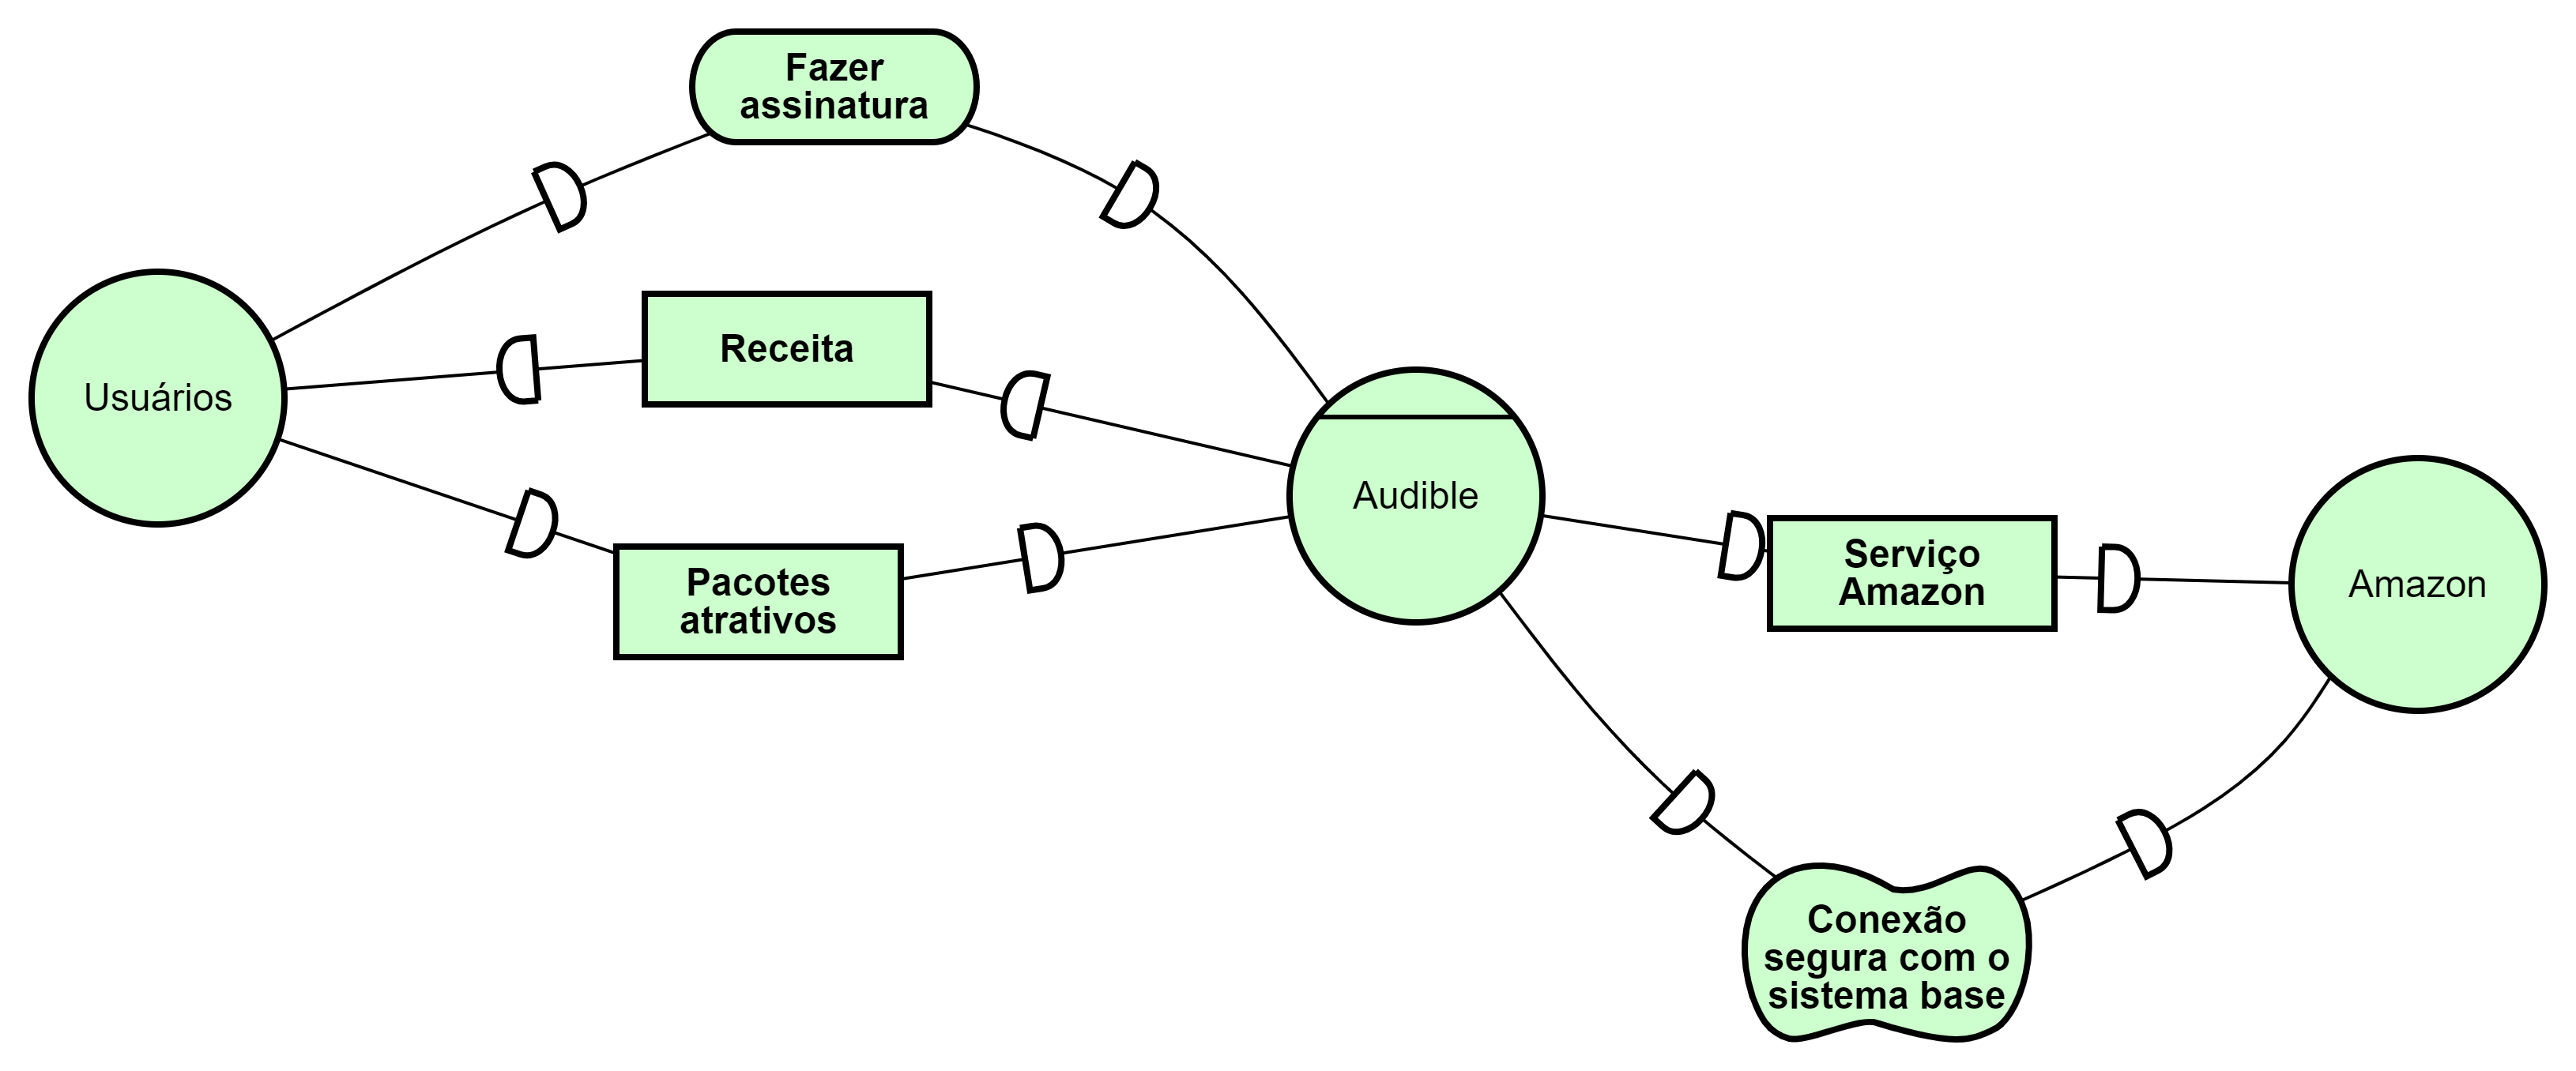 Fazer
assinatura
Usuários
Receita
Pacotes
atrativos
Audible
Serviço
Amazon
Amazon
Conexão
segura com o
sistema base